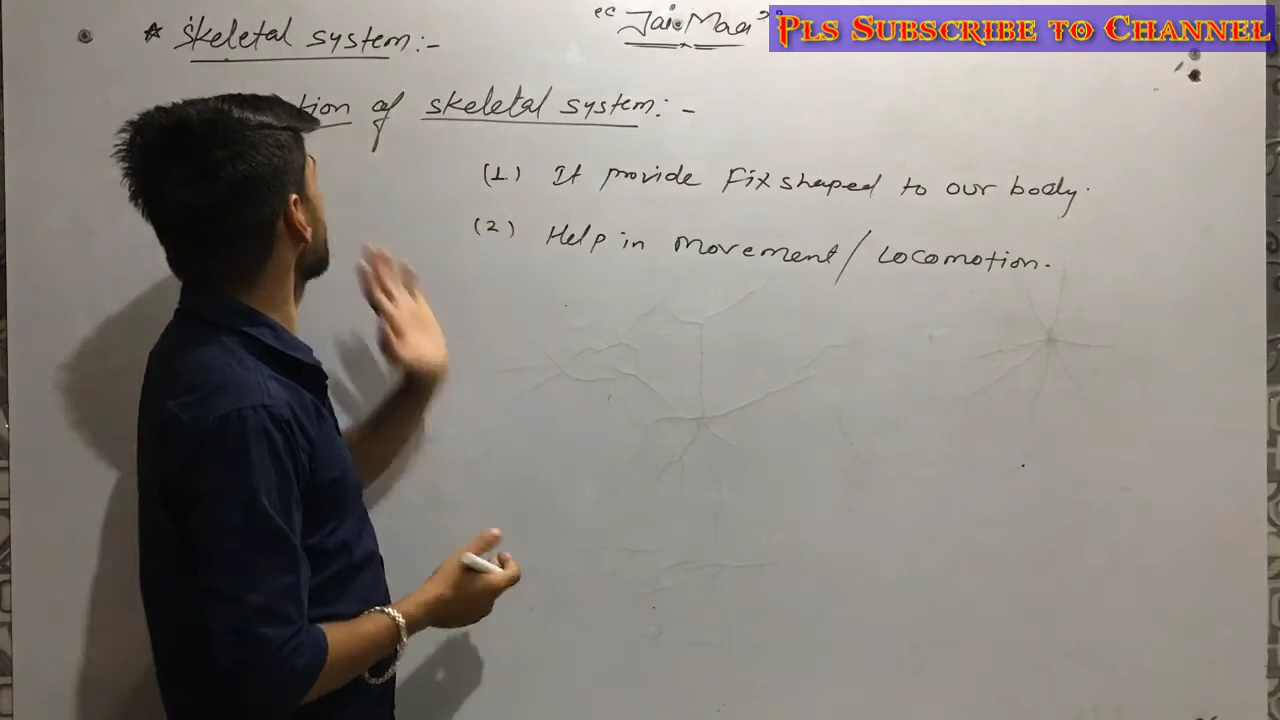 "Jai Maa"
Pls Subscribe to Channel
* Skeletal system:-
tion of skeletal system:-
(1) It provide Fix shaped to our body.
(2) Help in movement / Locomotion.